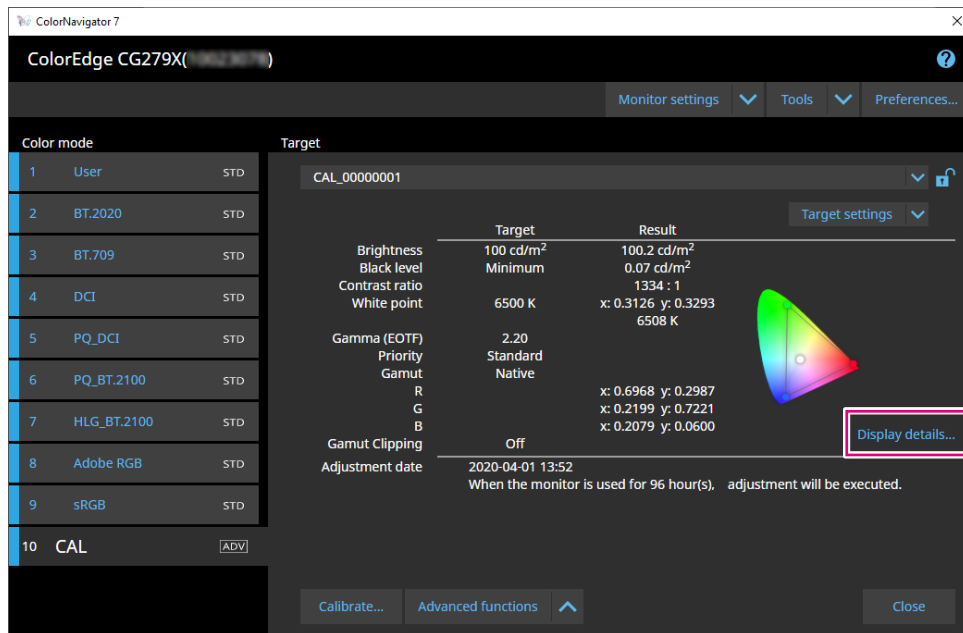 ColorNavigator 7
ColorEdge CG279X( )
Monitor settings Tools Preferences...
Color mode
1 User STD
2 BT.2020 STD
3 BT.709 STD
4 DCI STD
5 PQ_DCI STD
6 PQ_BT.2100 STD
7 HLG_BT.2100 STD
8 Adobe RGB STD
9 sRGB STD
10 CAL ADV
Target
CAL_00000001
Target settings
Target Result
Brightness 100 cd/m² 100.2 cd/m²
Black level Minimum 0.07 cd/m²
Contrast ratio 1334 : 1
White point 6500 K x: 0.3126 y: 0.3293
6508 K
Gamma (EOTF) 2.20
Priority Standard
Gamut Native
R x: 0.6968 y: 0.2987
G x: 0.2199 y: 0.7221
B x: 0.2079 y: 0.0600
Gamut Clipping Off
Display details...
Adjustment date 2020-04-01 13:52
When the monitor is used for 96 hour(s), adjustment will be executed.
Calibrate... Advanced functions Close